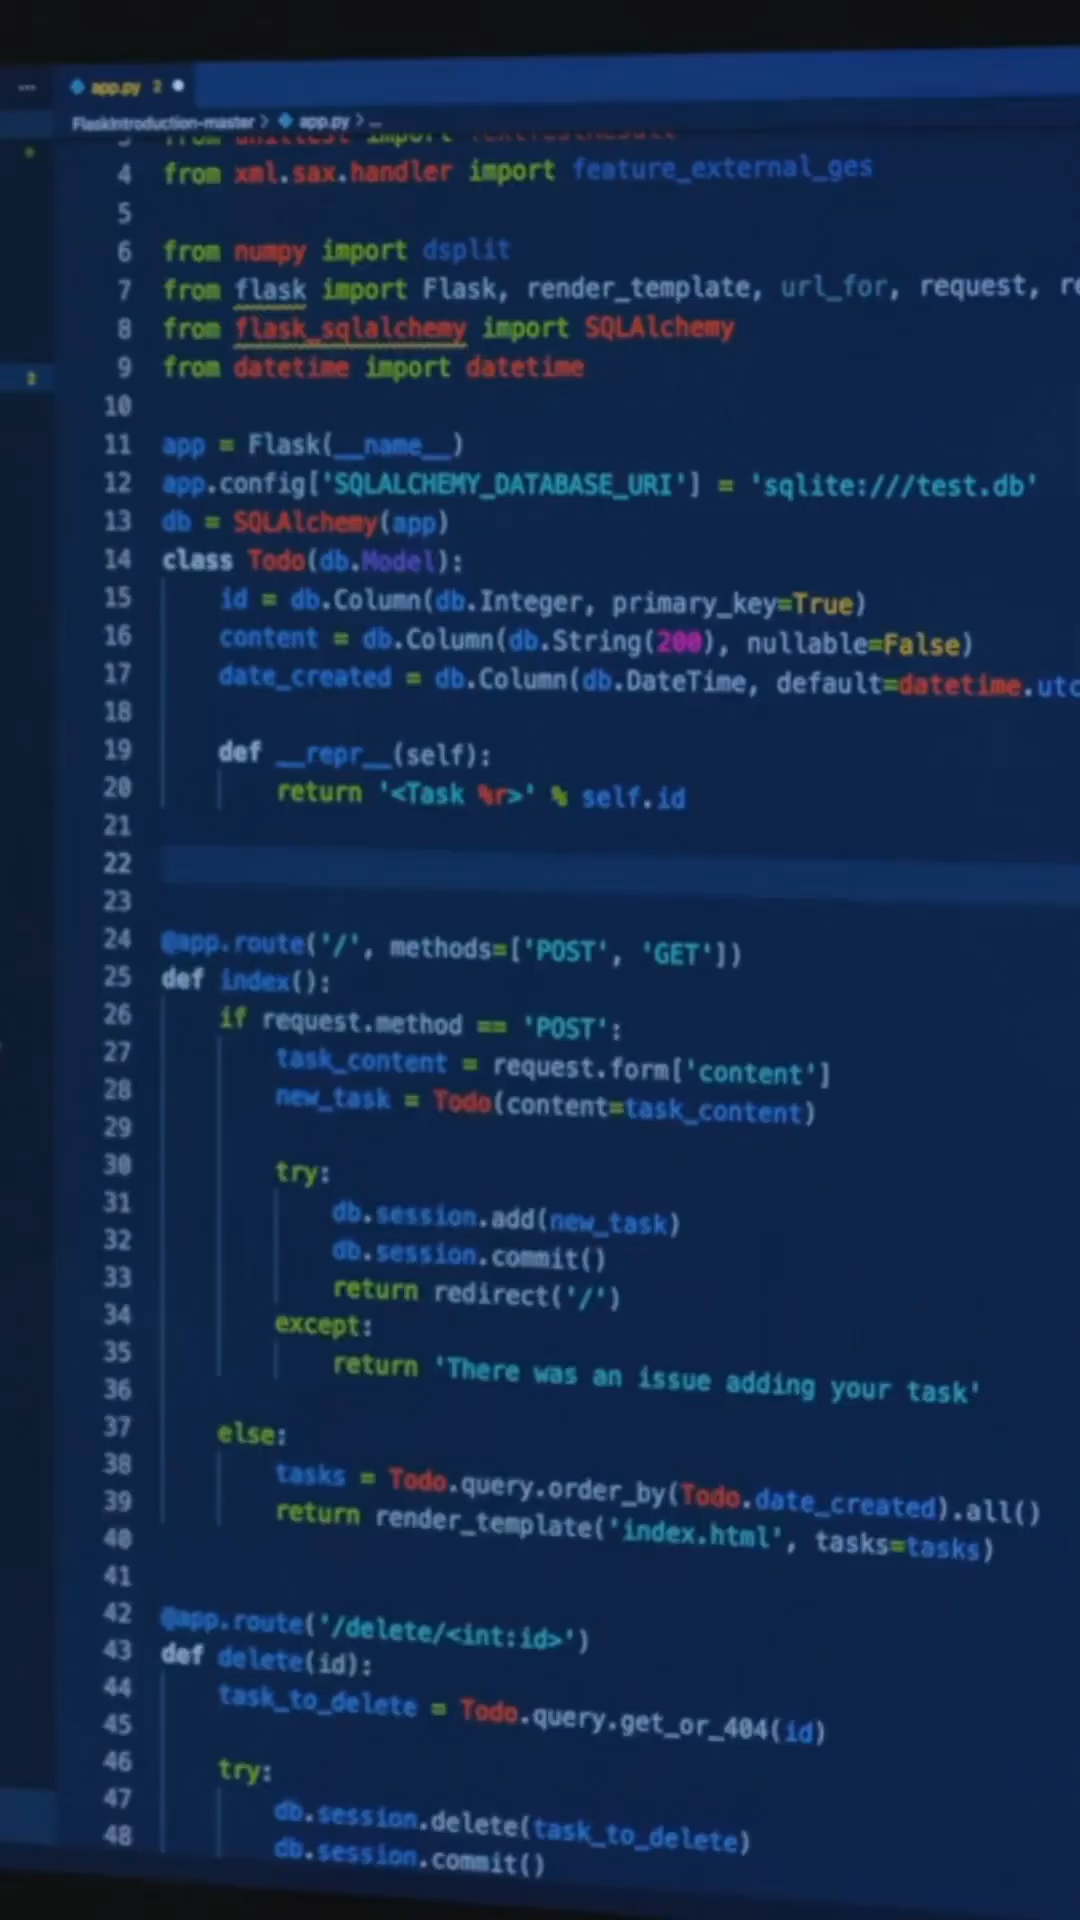 app.py 2
FlaskIntroduction-master > app.py > ...
3 from unittest import TextTestResult
4 from xml.sax.handler import feature_external_ges
5
6 from numpy import dsplit
7 from flask import Flask, render_template, url_for, request, re
8 from flask_sqlalchemy import SQLAlchemy
9 from datetime import datetime
10
11 app = Flask(__name__)
12 app.config['SQLALCHEMY_DATABASE_URI'] = 'sqlite:///test.db'
13 db = SQLAlchemy(app)
14 class Todo(db.Model):
15 id = db.Column(db.Integer, primary_key=True)
16 content = db.Column(db.String(200), nullable=False)
17 date_created = db.Column(db.DateTime, default=datetime.utc
18
19 def __repr__(self):
20 return '<Task %r>' % self.id
21
22
23
24 @app.route('/', methods=['POST', 'GET'])
25 def index():
26 if request.method == 'POST':
27 task_content = request.form['content']
28 new_task = Todo(content=task_content)
29
30 try:
31 db.session.add(new_task)
32 db.session.commit()
33 return redirect('/')
34 except:
35 return 'There was an issue adding your task'
36
37 else:
38 tasks = Todo.query.order_by(Todo.date_created).all()
39 return render_template('index.html', tasks=tasks)
40
41
42 @app.route('/delete/<int:id>')
43 def delete(id):
44 task_to_delete = Todo.query.get_or_404(id)
45
46 try:
47 db.session.delete(task_to_delete)
48 db.session.commit()